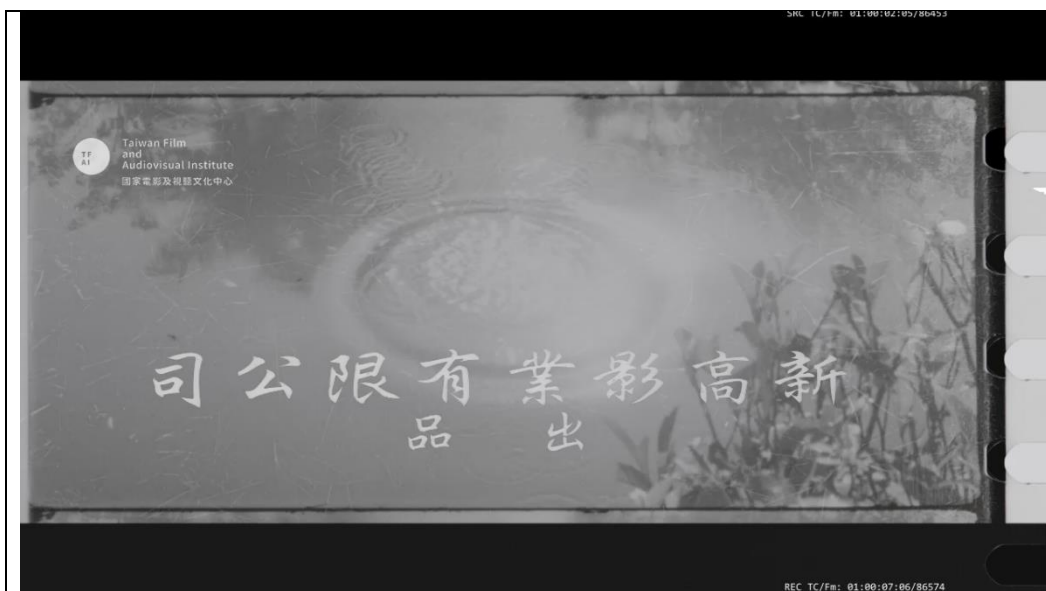 SRC TC/Fm: 01:00:02:05/86453
TF
AI
Taiwan Film
and
Audiovisual Institute
國家電影及視聽文化中心
新高影業有限公司
出品
REC TC/Fm: 01:00:07:06/86574